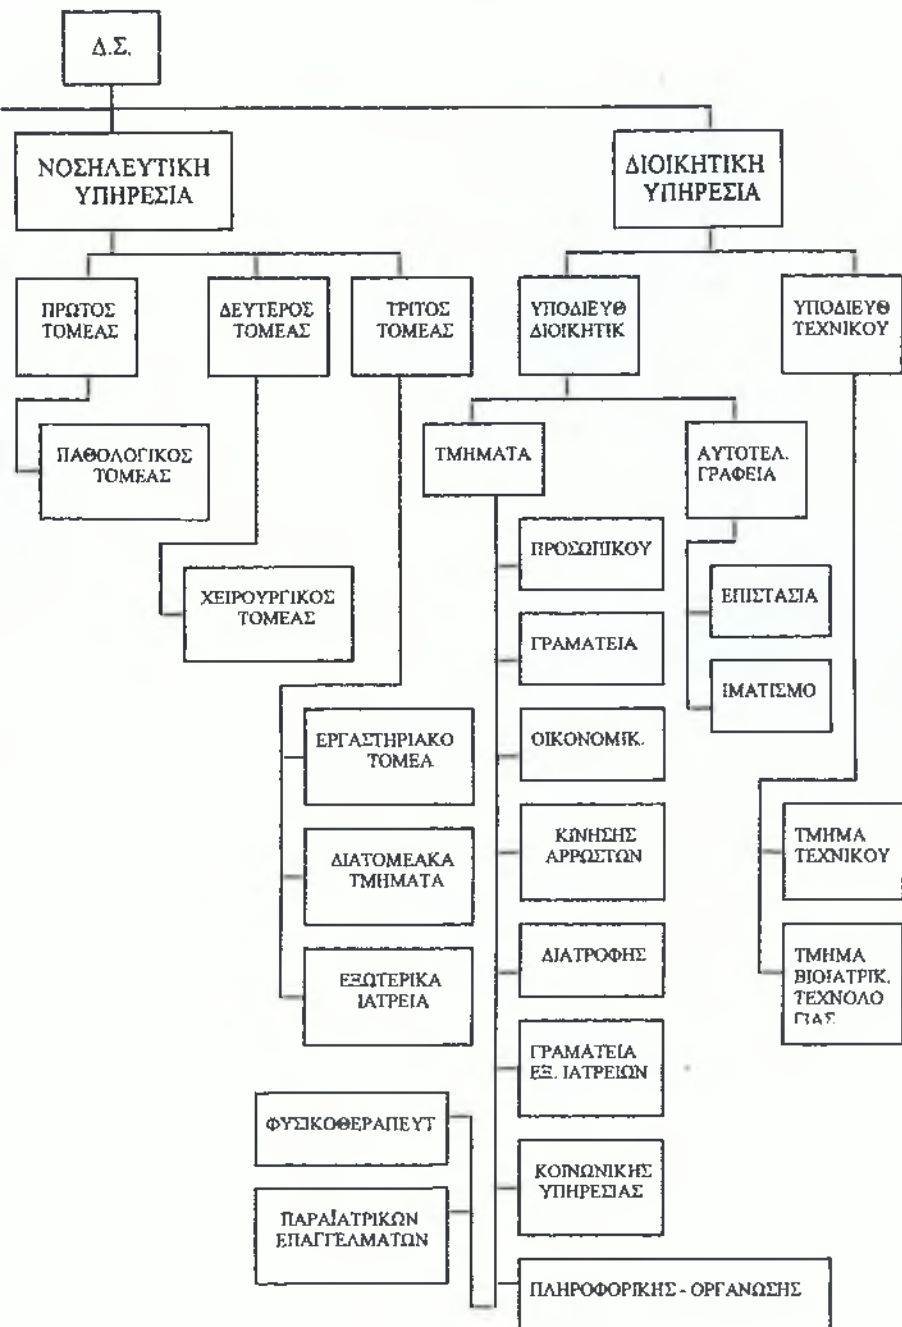 Δ.Σ.
ΝΟΣΗΛΕΥΤΙΚΗ
ΥΠΗΡΕΣΙΑ
ΔΙΟΙΚΗΤΙΚΗ
ΥΠΗΡΕΣΙΑ
ΠΡΩΤΟΣ
ΤΟΜΕΑΣ
ΔΕΥΤΕΡΟΣ
ΤΟΜΕΑΣ
ΤΡΙΤΟΣ
ΤΟΜΕΑΣ
ΥΠΟΔΙΕΥΘ
ΔΙΟΙΚΗΤΙΚ
ΥΠΟΔΙΕΥΘ
ΤΕΧΝΙΚΟΥ
ΠΑΘΟΛΟΓΙΚΟΣ
ΤΟΜΕΑΣ
ΤΜΗΜΑΤΑ
ΑΥΤΟΤΕΛ.
ΓΡΑΦΕΙΑ
ΠΡΟΣΩΠΙΚΟΥ
ΧΕΙΡΟΥΡΓΙΚΟΣ
ΤΟΜΕΑΣ
ΕΠΙΣΤΑΣΙΑ
ΓΡΑΜΑΤΕΙΑ
ΙΜΑΤΙΣΜΟ
ΕΡΓΑΣΤΗΡΙΑΚΟ
ΤΟΜΕΑ
ΟΙΚΟΝΟΜΙΚ.
ΚΙΝΗΣΗΣ
ΑΡΡΩΣΤΩΝ
ΤΜΗΜΑ
ΤΕΧΝΙΚΟΥ
ΔΙΑΤΟΜΕΑΚΑ
ΤΜΗΜΑΤΑ
ΔΙΑΤΡΟΦΗΣ
ΕΞΩΤΕΡΙΚΑ
ΙΑΤΡΕΙΑ
ΤΜΗΜΑ
ΒΙΟΙΑΤΡΙΚ.
ΤΕΧΝΟΛΟ
ΓΙΑΣ
ΓΡΑΜΑΤΕΙΑ
ΕΞ. ΙΑΤΡΕΙΩΝ
ΦΥΣΙΚΟΘΕΡΑΠΕΥΤ
ΚΟΙΝΩΝΙΚΗΣ
ΥΠΗΡΕΣΙΑΣ
ΠΑΡΑΪΑΤΡΙΚΩΝ
ΕΠΑΓΓΕΛΜΑΤΩΝ
ΠΛΗΡΟΦΟΡΙΚΗΣ - ΟΡΓΑΝΩΣΗΣ